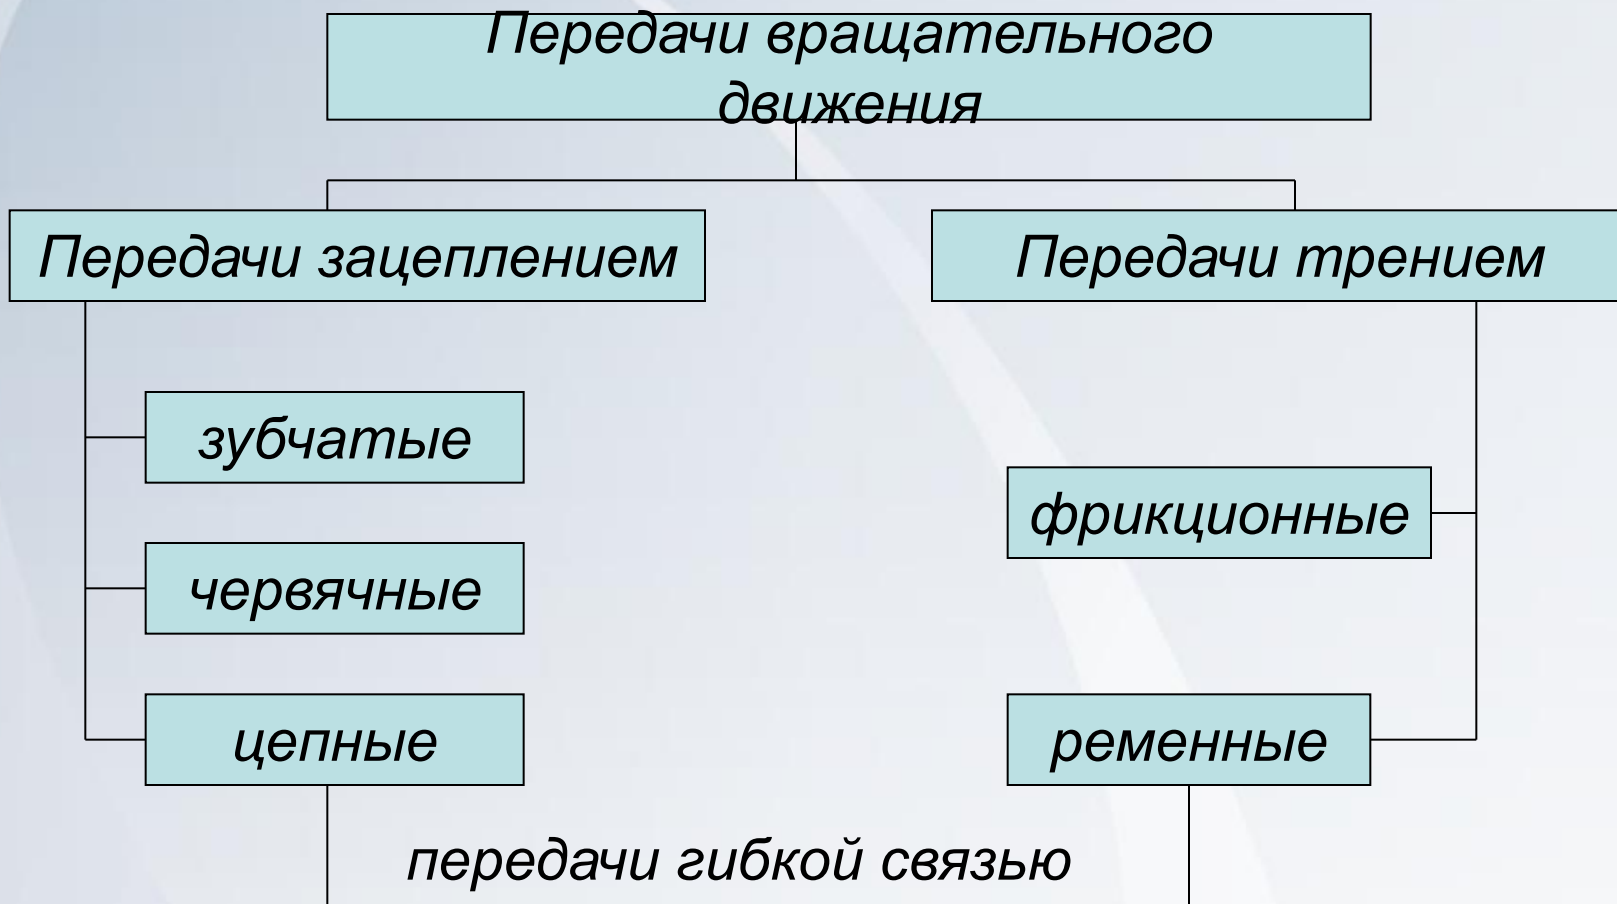 Передачи вращательного
движения
Передачи зацеплением
Передачи трением
зубчатые
фрикционные
червячные
цепные
ременные
передачи гибкой связью